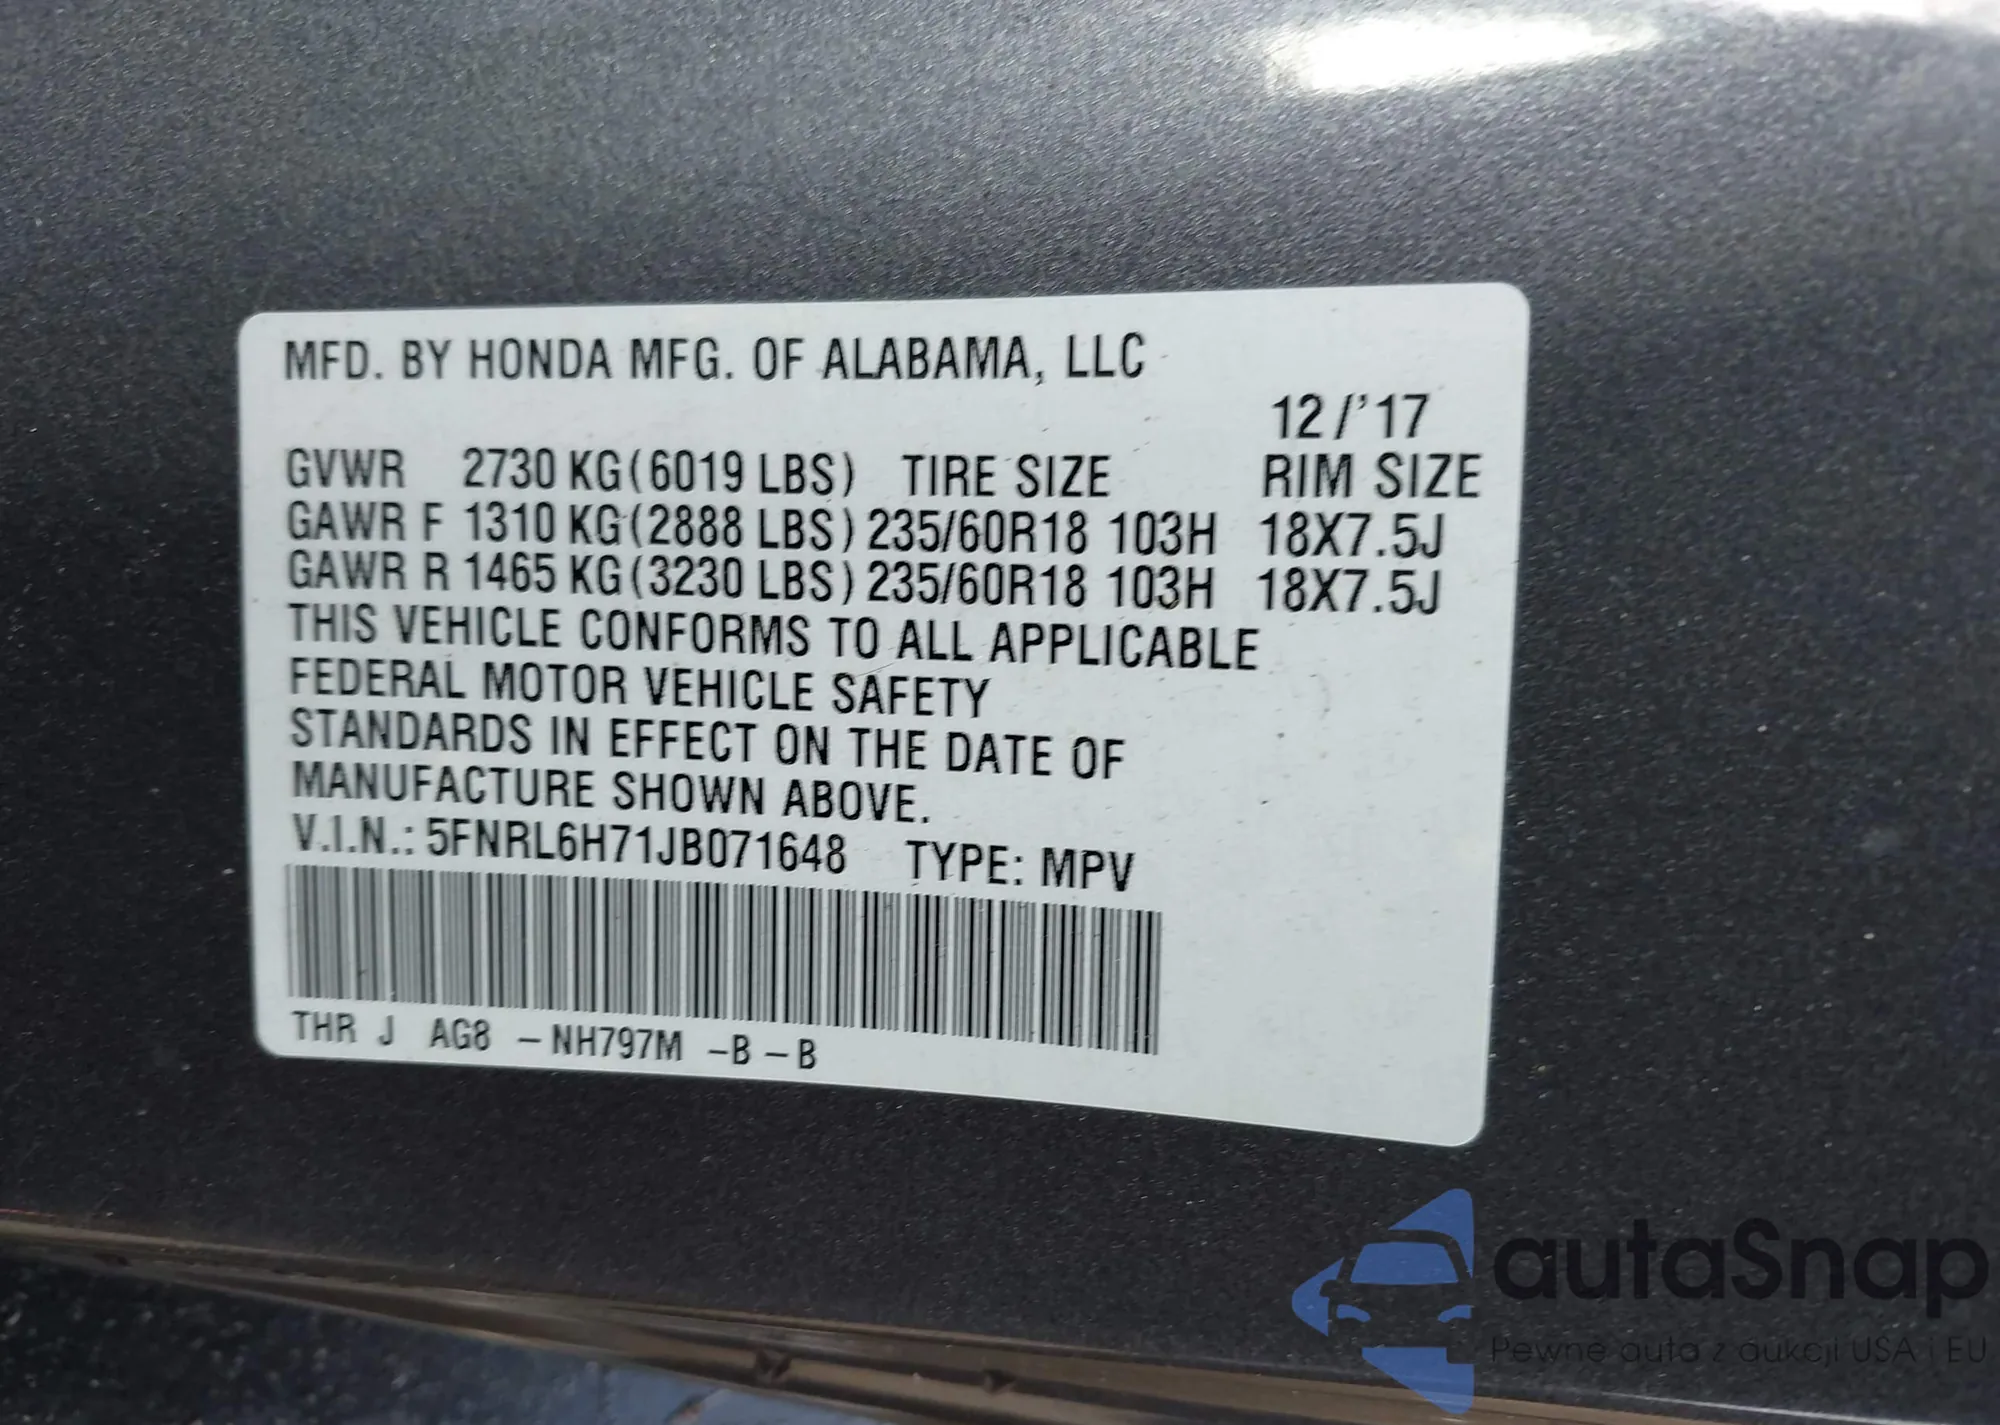 MFD. BY HONDA MFG. OF ALABAMA, LLC
12/'17
GVWR 2730 KG(6019 LBS) TIRE SIZE RIM SIZE
GAWR F 1310 KG(2888 LBS) 235/60R18 103H 18X7.5J
GAWR R 1465 KG(3230 LBS) 235/60R18 103H 18X7.5J
THIS VEHICLE CONFORMS TO ALL APPLICABLE
FEDERAL MOTOR VEHICLE SAFETY
STANDARDS IN EFFECT ON THE DATE OF
MANUFACTURE SHOWN ABOVE.
V.I.N.: 5FNRL6H71JB071648 TYPE: MPV
THR J AG8 -NH797M -B-B
autaSnap
Pewne auta z aukcji USA i EU